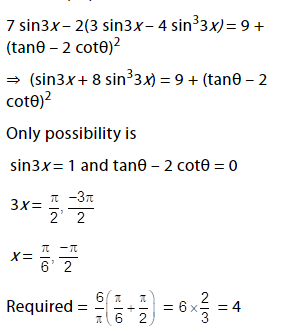 7 sin3x – 2(3 sin3x – 4 sin³3x) = 9 +
(tanθ – 2 cotθ)²
⇒ (sin3x + 8 sin³3x) = 9 + (tanθ – 2
cotθ)²
Only possibility is
sin3x = 1 and tanθ – 2 cotθ = 0
3x = π/2, –3π/2
x = π/6, –π/2
Required = 6/π (π/6 + π/2) = 6 × 2/3 = 4